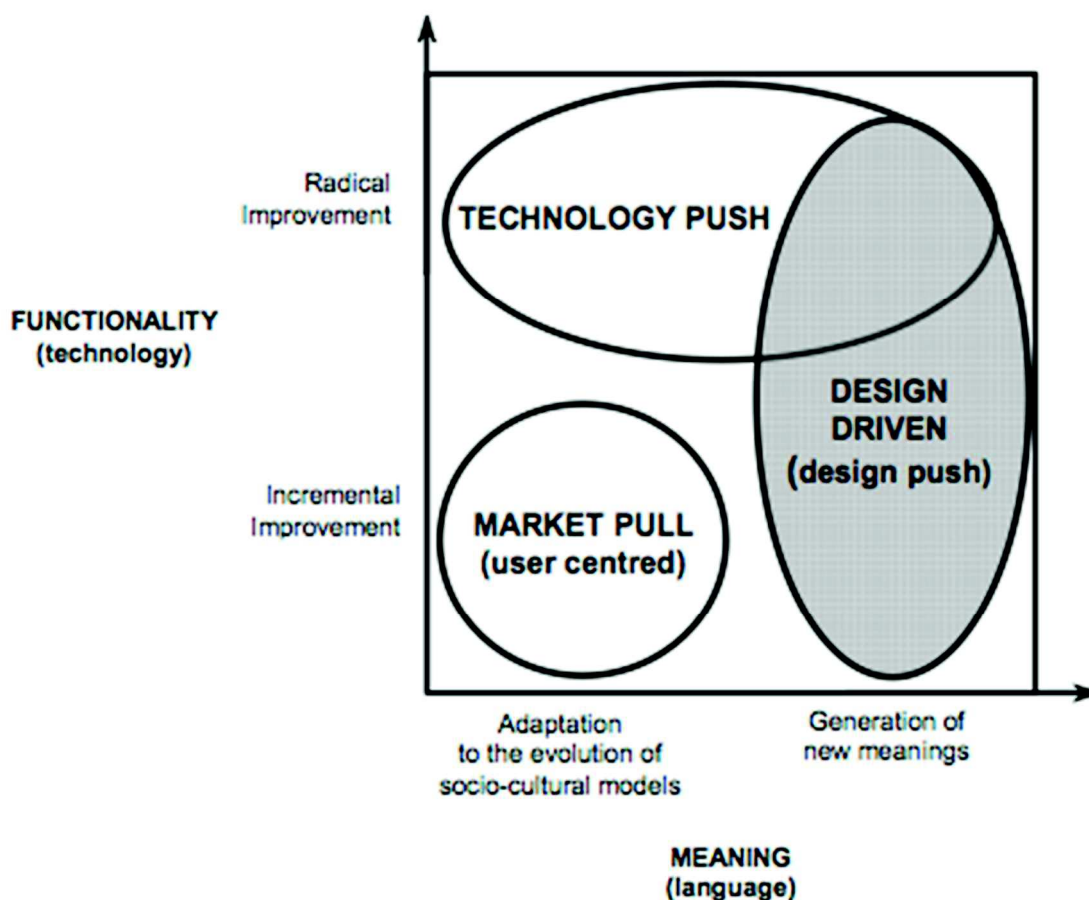 Radical
Improvement
TECHNOLOGY PUSH
FUNCTIONALITY
(technology)
DESIGN
DRIVEN
(design push)
Incremental
Improvement
MARKET PULL
(user centred)
Adaptation
to the evolution of
socio-cultural models
Generation of
new meanings
MEANING
(language)